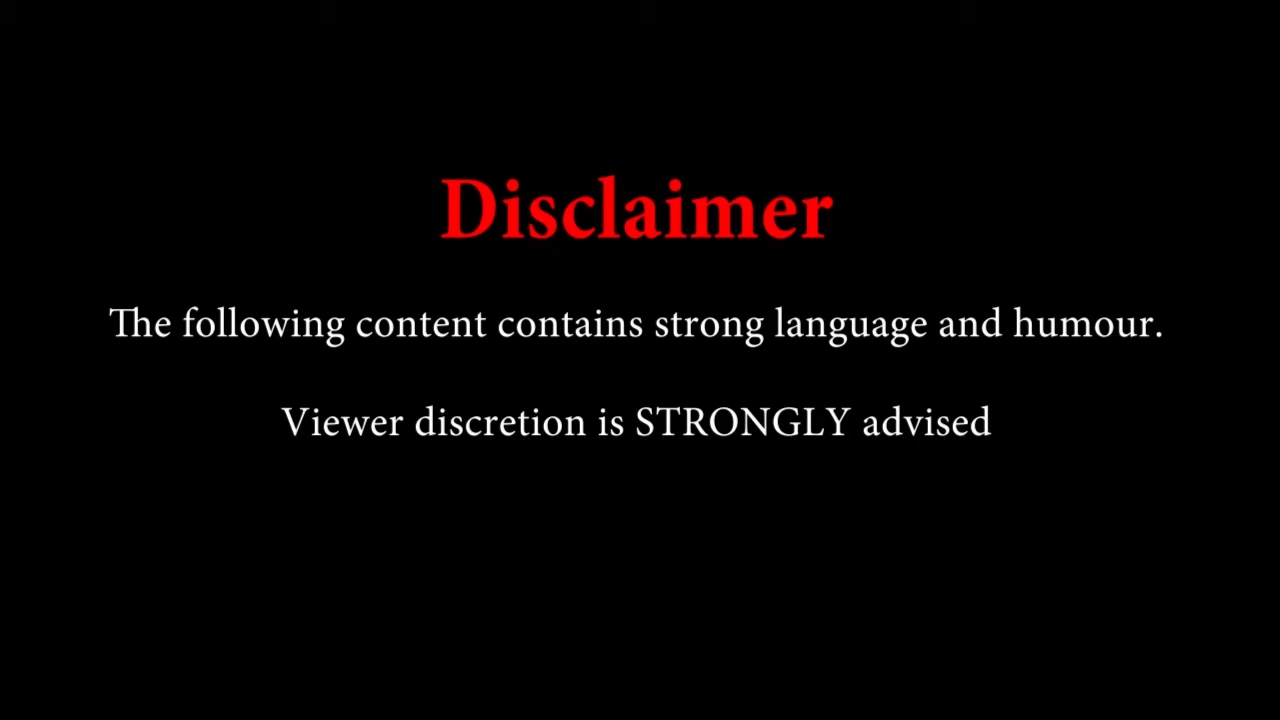 Disclaimer
The following content contains strong language and humour.
Viewer discretion is STRONGLY advised